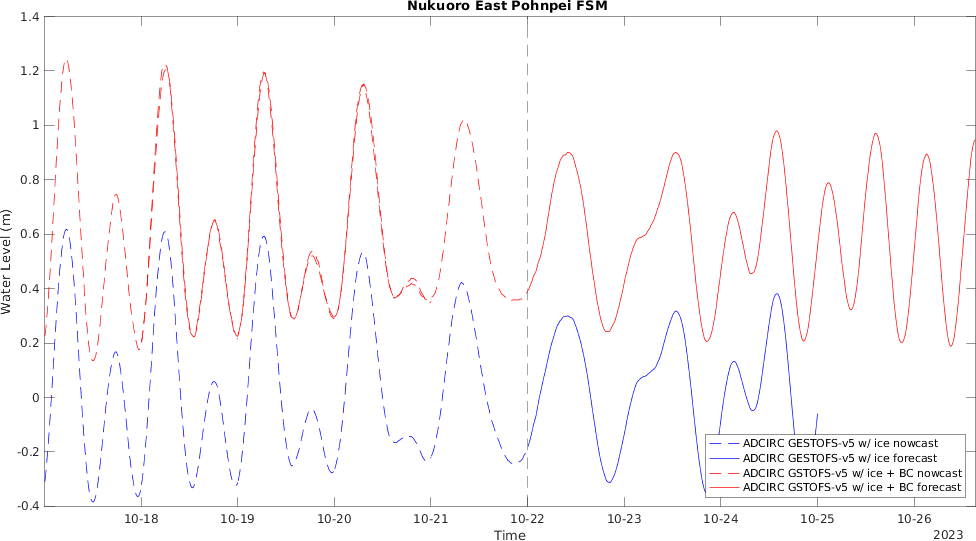 Nukuoro East Pohnpei FSM
1.4
1.2
1
0.8
0.6
0.4
0.2
0
-0.2
-0.4
Water Level (m)
10-18
10-19
10-20
10-21
10-22
10-23
10-24
10-25
10-26
Time
2023
ADCIRC GESTOFS-v5 w/ ice nowcast
ADCIRC GESTOFS-v5 w/ ice forecast
ADCIRC GSTOFS-v5 w/ ice + BC nowcast
ADCIRC GSTOFS-v5 w/ ice + BC forecast